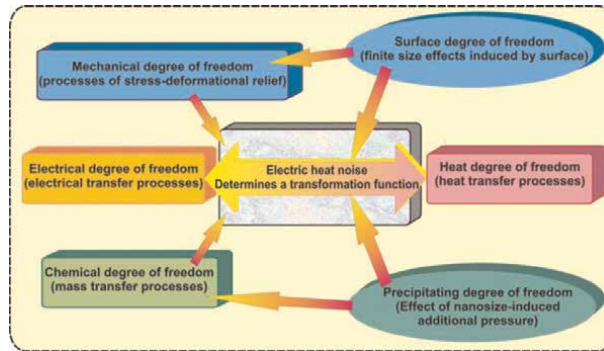 Mechanical degree of freedom
(processes of stress-deformational relief)
Surface degree of freedom
(finite size effects induced by surface)
Electrical degree of freedom
(electrical transfer processes)
Electric heat noise
Determines a transformation function
Heat degree of freedom
(heat transfer processes)
Chemical degree of freedom
(mass transfer processes)
Precipitating degree of freedom
(Effect of nanosize-induced
additional pressure)